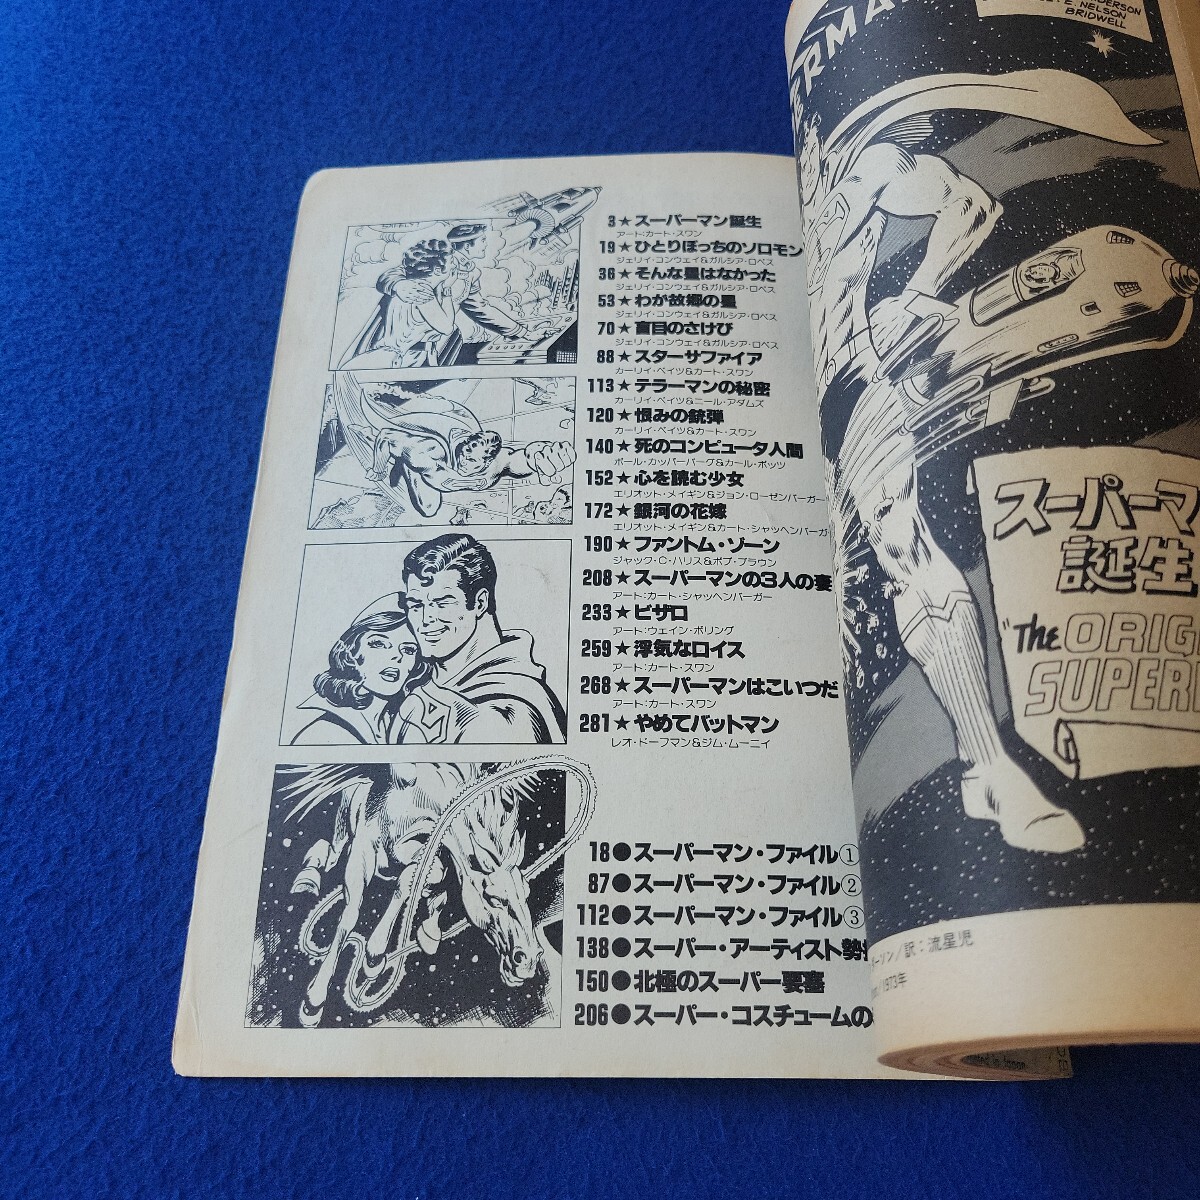 3★スーパーマン誕生
アート:カート・スワン
19★ひとりぼっちのソロモン
ジェリイ・コンウェイ&ガルシア・ロペス
36★そんな星はなかった
ジェリイ・コンウェイ&ガルシア・ロペス
53★わが故郷の星
ジェリイ・コンウェイ&ガルシア・ロペス
70★盲目のさけび
ジェリイ・コンウェイ&ガルシア・ロペス
88★スターサファイア
カーリイ・ベイツ&カート・スワン
113★テラーマンの秘密
カーリイ・ベイツ&ニール・アダムズ
120★恨みの銃弾
カーリイ・ベイツ&カート・スワン
140★死のコンピュータ人間
ポール・カッパーバーグ&カール・ポッツ
152★心を読む少女
エリオット・メイギン&ジョン・ローゼンバーガー
172★銀河の花嫁
エリオット・メイギン&カート・シャッヘンバーガ
190★ファントム・ゾーン
ジャック・C・ハリス&ボブ・ブラウン
208★スーパーマンの3人の妻
アート:カート・シャッヘンバーガー
233★ビザロ
アート:ウェイン・ボリング
259★浮気なロイス
アート:カート・スワン
268★スーパーマンはこいつだ
アート:カート・スワン
281★やめてバットマン
レオ・ドーフマン&ジム・ムーニイ
18●スーパーマン・ファイル①
87●スーパーマン・ファイル②
112●スーパーマン・ファイル③
138●スーパー・アーティスト勢
150●北極のスーパー要塞
206●スーパー・コスチュームの
ERMA
DERSON
E. NELSON
BRIDWELL
スーパーマ
誕生
"The ORIG
SUPER
ーソン/訳:流星児
1973年
in Japan